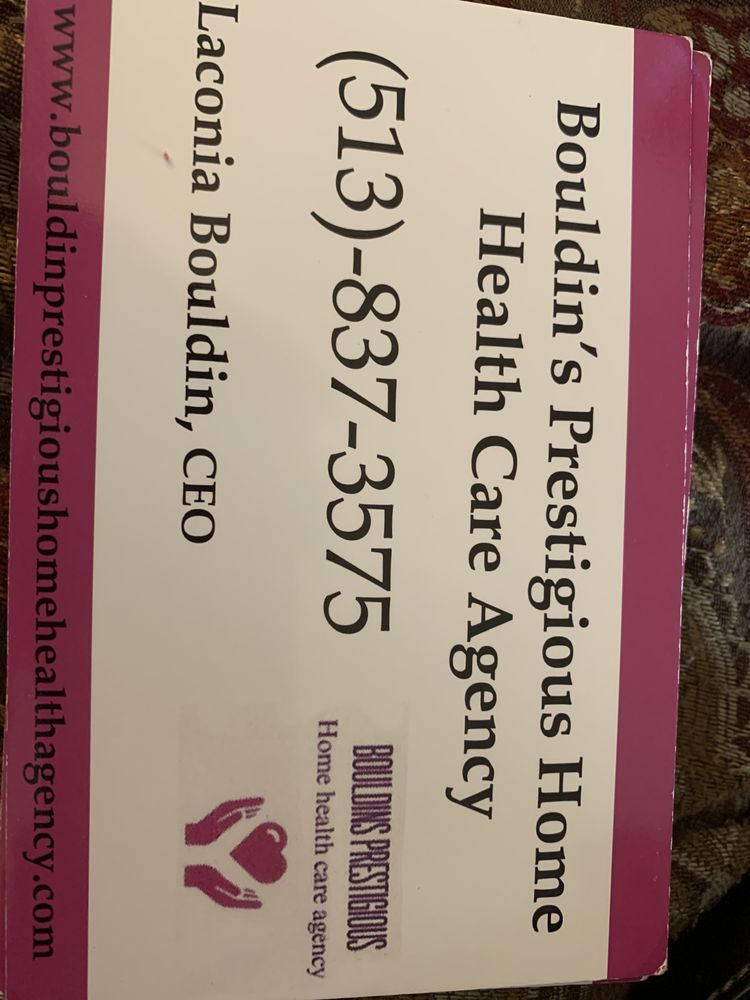 Bouldin's Prestigious Home
Health Care Agency
(513)-837-3575
Laconia Bouldin, CEO
BOULDINS PRESTIGIOUS
Home health care agency
www.bouldinprestigioushomehealthagency.com